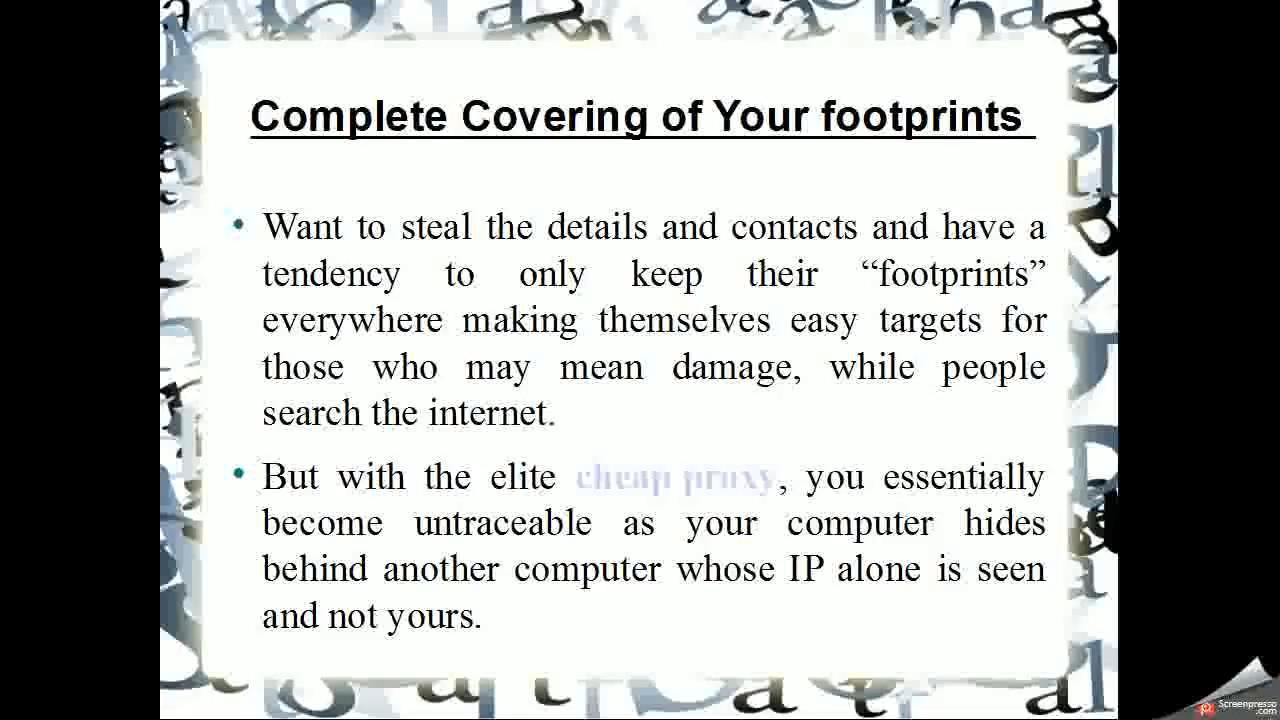 Complete Covering of Your footprints
• Want to steal the details and contacts and have a
tendency to only keep their “footprints”
everywhere making themselves easy targets for
those who may mean damage, while people
search the internet.
• But with the elite cheap proxy, you essentially
become untraceable as your computer hides
behind another computer whose IP alone is seen
and not yours.
Screenpresso
.com